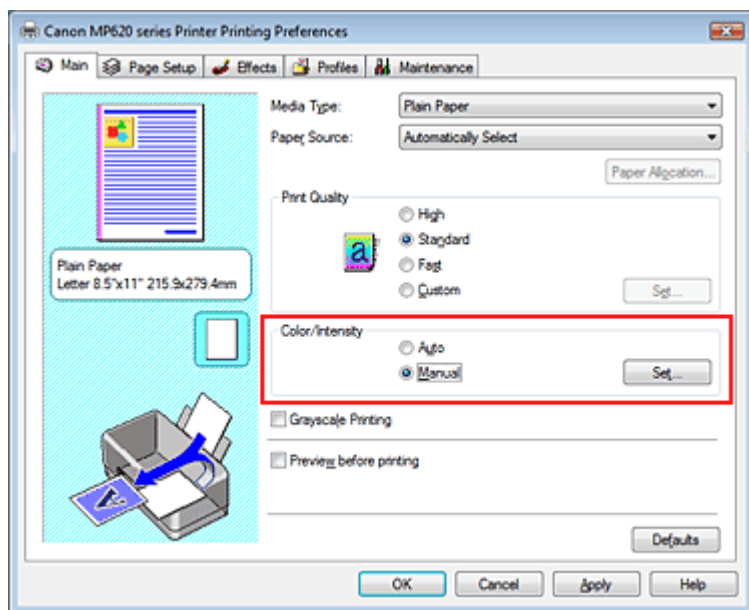 Canon MP620 series Printer Printing Preferences
Main Page Setup Effects Profiles Maintenance
Media Type: Plain Paper
Paper Source: Automatically Select
Paper Allocation...
Print Quality
High
a Standard
Fast
Custom Set...
Plain Paper
Letter 8.5"x11" 215.9x279.4mm
Color/Intensity
Auto
Manual Set...
Grayscale Printing
Preview before printing
A
Defaults
OK Cancel Apply Help